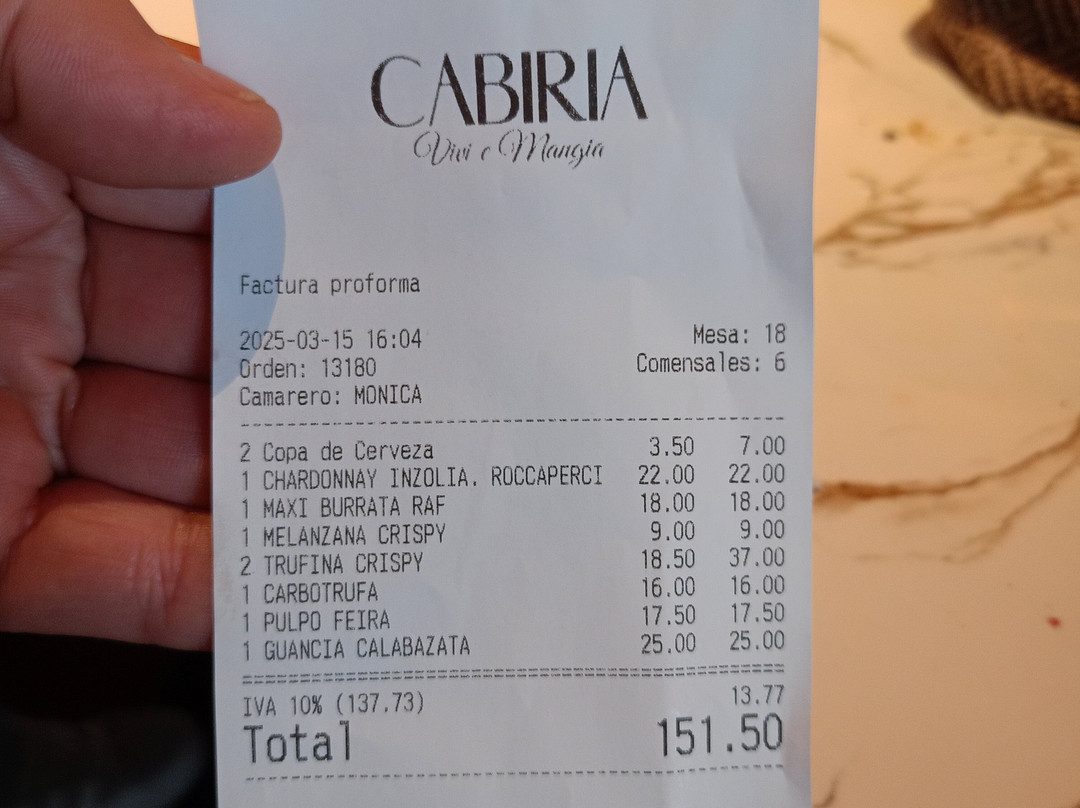 CABIRIA
Vivi e Mangia
Factura proforma
2025-03-15 16:04 Mesa: 18
Orden: 13180 Comensales: 6
Camarero: MONICA
2 Copa de Cerveza 3.50 7.00
1 CHARDONNAY INZOLIA. ROCCAPERCI 22.00 22.00
1 MAXI BURRATA RAF 18.00 18.00
1 MELANZANA CRISPY 9.00 9.00
2 TRUFINA CRISPY 18.50 37.00
1 CARBOTRUFA 16.00 16.00
1 PULPO FEIRA 17.50 17.50
1 GUANCIA CALABAZATA 25.00 25.00
IVA 10% (137.73) 13.77
Total 151.50